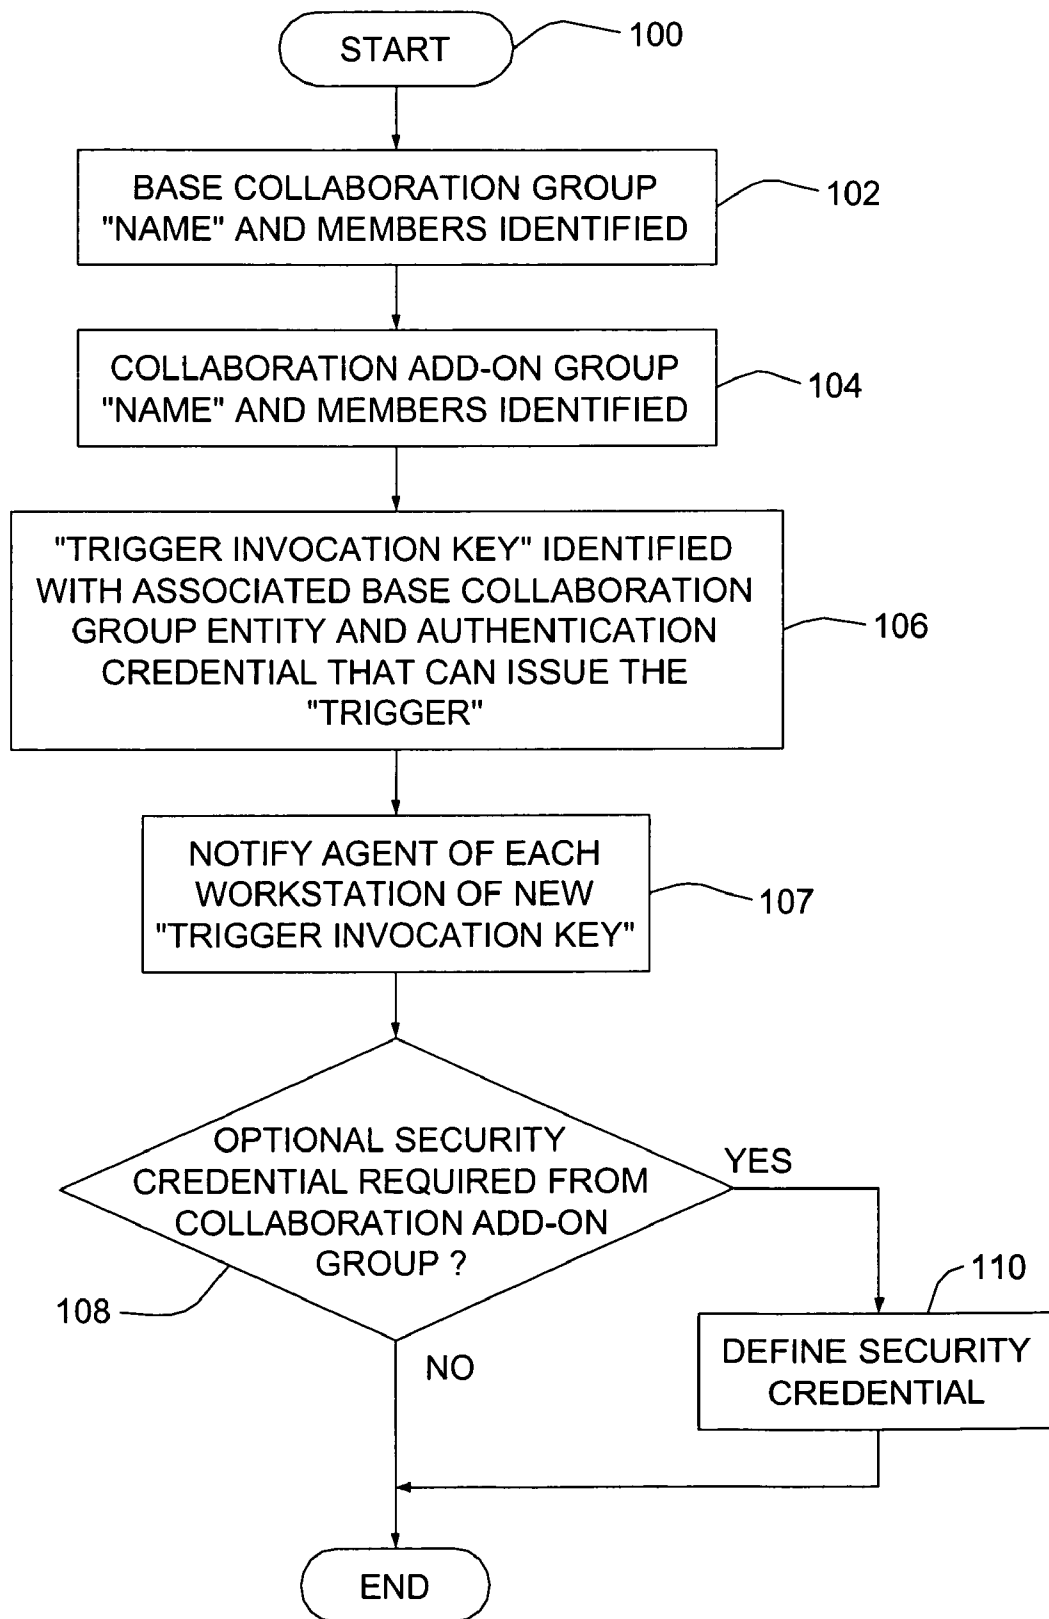 START
100
BASE COLLABORATION GROUP
"NAME" AND MEMBERS IDENTIFIED
102
COLLABORATION ADD-ON GROUP
"NAME" AND MEMBERS IDENTIFIED
104
"TRIGGER INVOCATION KEY" IDENTIFIED
WITH ASSOCIATED BASE COLLABORATION
GROUP ENTITY AND AUTHENTICATION
CREDENTIAL THAT CAN ISSUE THE
"TRIGGER"
106
NOTIFY AGENT OF EACH
WORKSTATION OF NEW
"TRIGGER INVOCATION KEY"
107
OPTIONAL SECURITY
CREDENTIAL REQUIRED FROM
COLLABORATION ADD-ON
GROUP ?
YES
108
NO
110
DEFINE SECURITY
CREDENTIAL
END